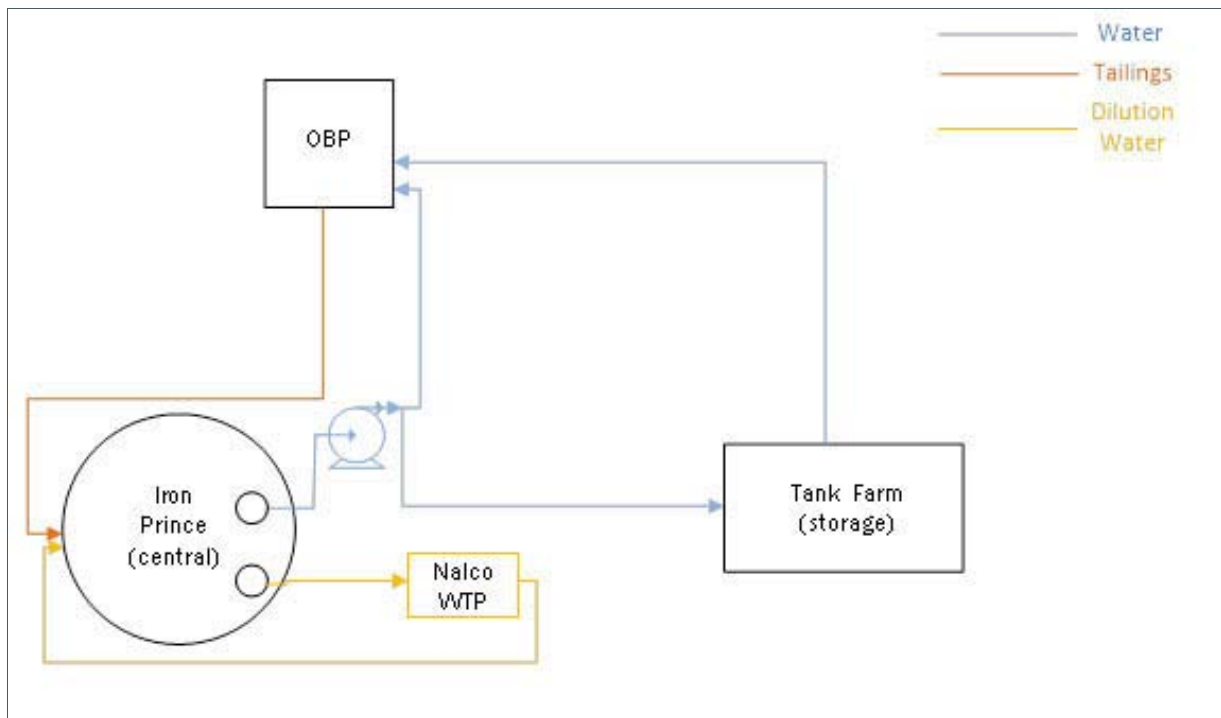 Water
Tailings
Dilution
Water
OBP
Iron
Prince
(central)
Tank Farm
(storage)
Nalco
WTP